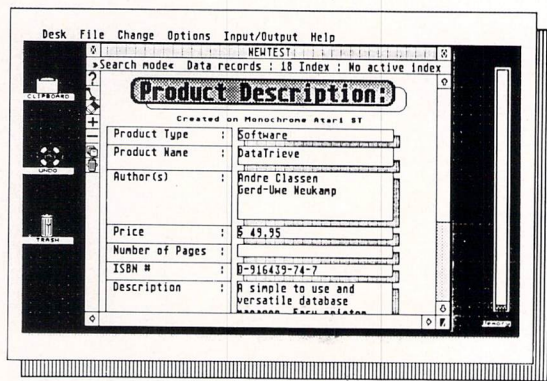 Desk File Change Options Input/Output Help
NEWTEST
»Search mode« Data records : 18 Index : No active index
?
Product Description:
Created on Monochrome Atari ST
CLIPBOARD
Product Type : Software
Product Name : DataTrieve
UNDO
Author(s) : Andre Classen
Gerd-Uwe Neukamp
TRASH
Price : $ 49,95
Number of Pages :
ISBN # : 0-916439-74-7
Description : A simple to use and
versatile database
Memory